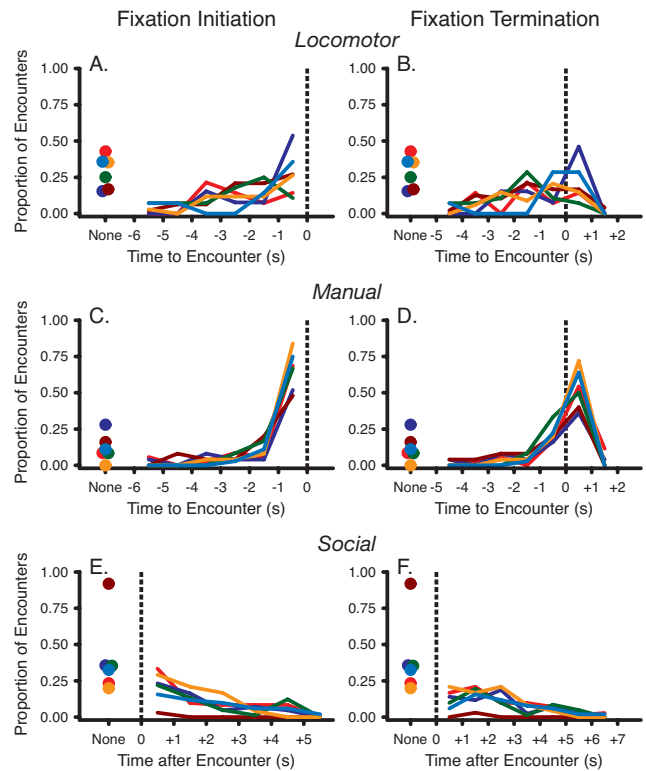 Fixation Initiation Fixation Termination
Locomotor
A. B.
Proportion of Encounters
1.00 1.00
0.75 0.75
0.50 0.50
0.25 0.25
0.00 0.00
None -6 -5 -4 -3 -2 -1 0 None -5 -4 -3 -2 -1 0 +1 +2
Time to Encounter (s) Time to Encounter (s)
Manual
C. D.
Proportion of Encounters
1.00 1.00
0.75 0.75
0.50 0.50
0.25 0.25
0.00 0.00
None -6 -5 -4 -3 -2 -1 0 None -5 -4 -3 -2 -1 0 +1 +2
Time to Encounter (s) Time to Encounter (s)
Social
E. F.
Proportion of Encounters
1.00 1.00
0.75 0.75
0.50 0.50
0.25 0.25
0.00 0.00
None 0 +1 +2 +3 +4 +5 None 0 +1 +2 +3 +4 +5 +6 +7
Time after Encounter (s) Time after Encounter (s)